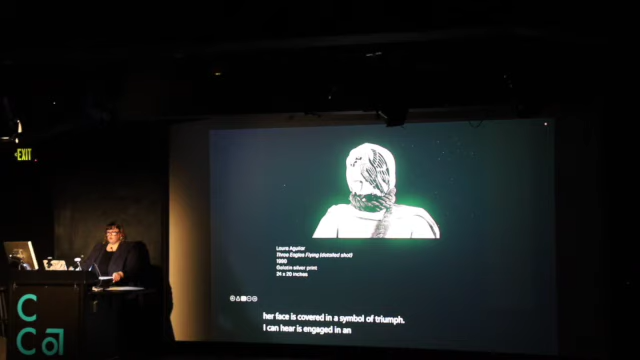 EXIT
Laura Aguilar
Three Eagles Flying (detailed shot)
1990
Gelatin silver print
24 x 20 inches
her face is covered in a symbol of triumph.
I can hear is engaged in an
C
Ca